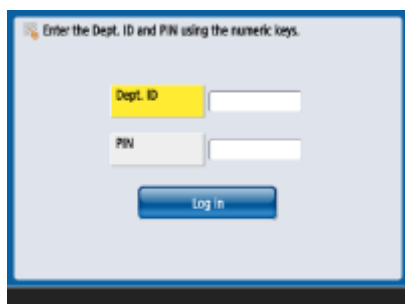 Enter the Dept. ID and PIN using the numeric keys.
Dept. ID
PIN
Log In